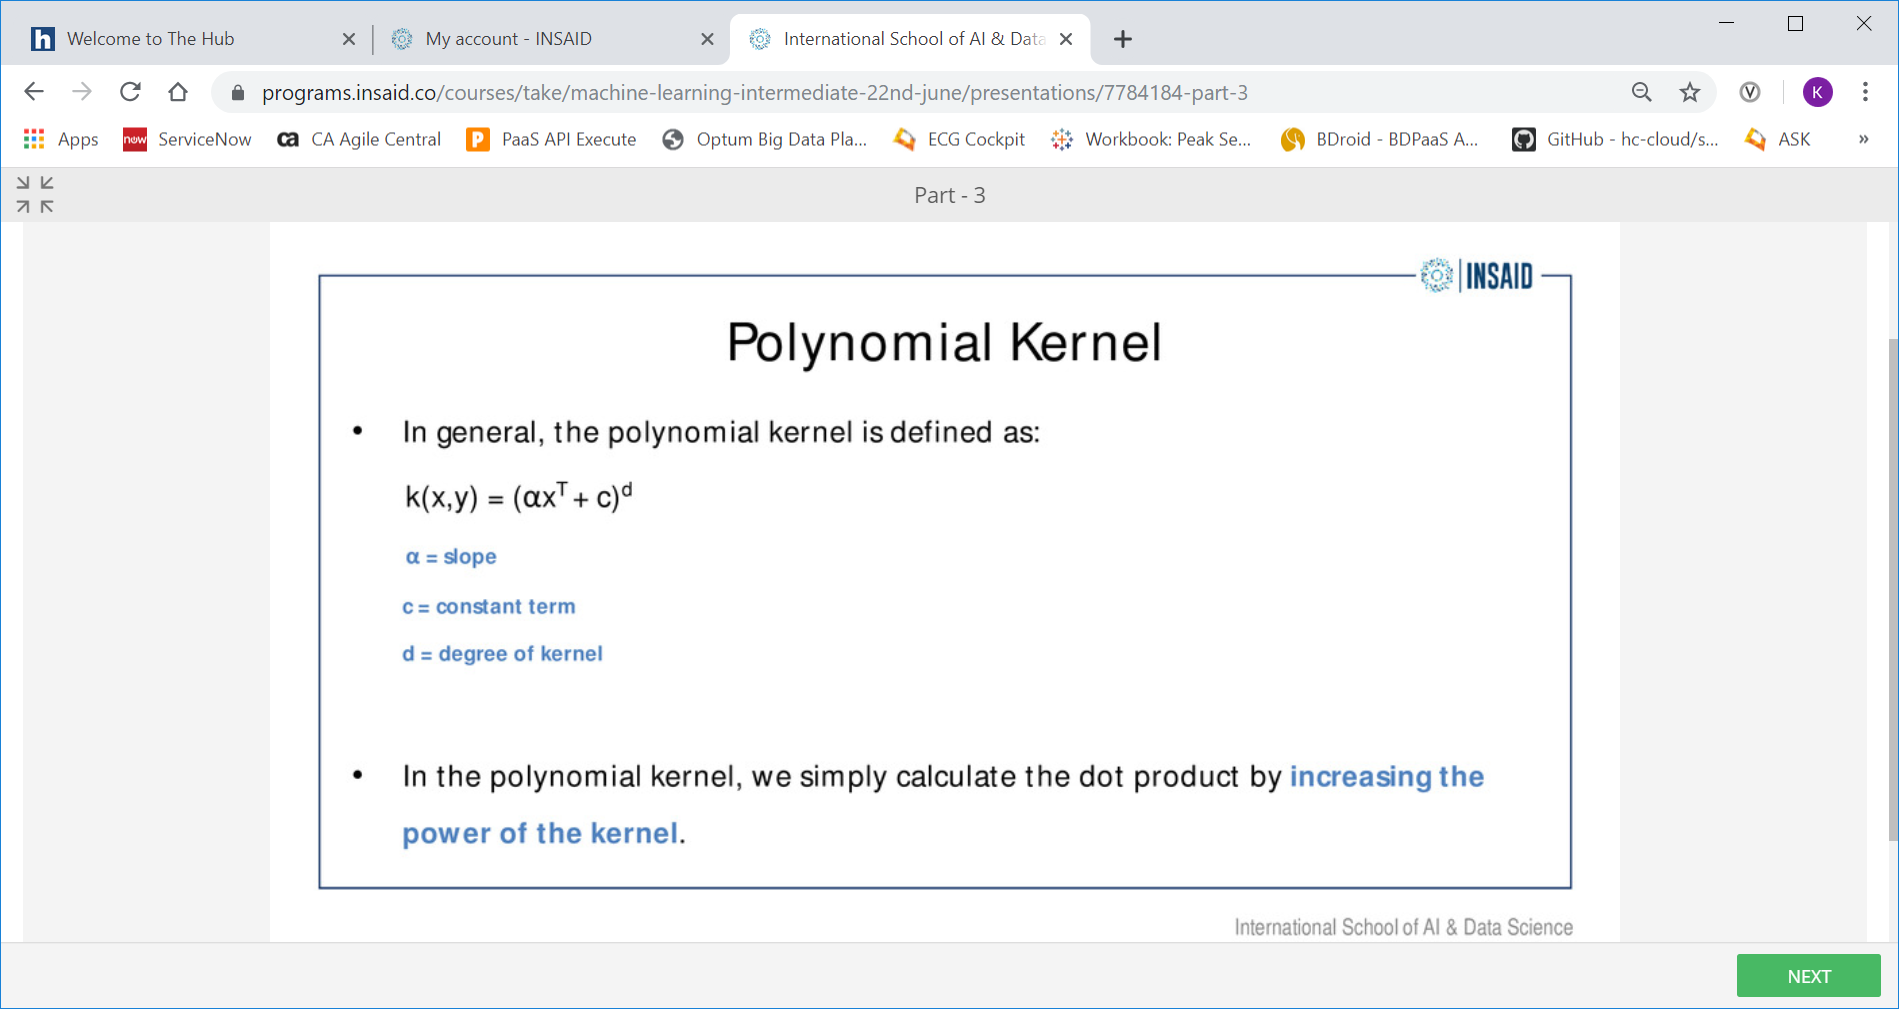 Welcome to The Hub
My account - INSAID
International School of AI & Data
programs.insaid.co/courses/take/machine-learning-intermediate-22nd-june/presentations/7784184-part-3
K
Apps
now ServiceNow
ca CA Agile Central
P PaaS API Execute
Optum Big Data Pla...
ECG Cockpit
Workbook: Peak Se...
BDroid - BDPaaS A...
GitHub - hc-cloud/s...
ASK
»
Part - 3
INSAID
Polynomial Kernel
• In general, the polynomial kernel is defined as:
k(x,y) = (αxᵀ + c)ᵈ
α = slope
c = constant term
d = degree of kernel
• In the polynomial kernel, we simply calculate the dot product by increasing the
power of the kernel.
International School of AI & Data Science
NEXT